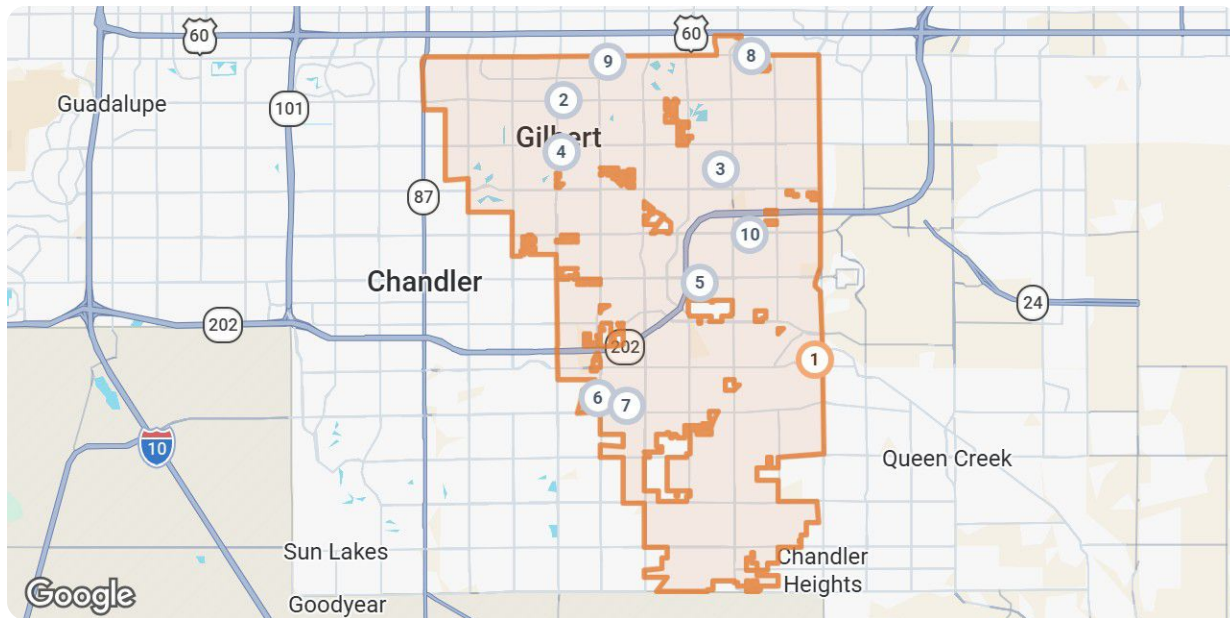 60
60
9
8
Guadalupe
101
2
Gilbert
4
3
87
10
Chandler
5
24
202
202
1
6
7
10
Queen Creek
Sun Lakes
Chandler
Heights
Google
Goodyear